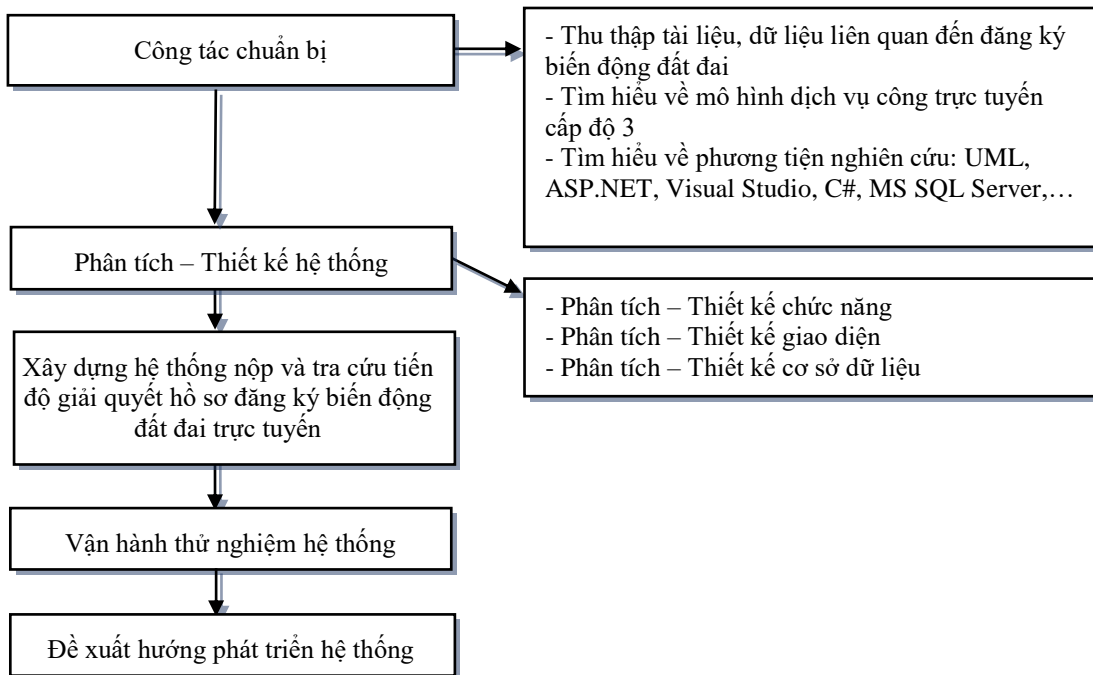 Công tác chuẩn bị
- Thu thập tài liệu, dữ liệu liên quan đến đăng ký
biến động đất đai
- Tìm hiểu về mô hình dịch vụ công trực tuyến
cấp độ 3
- Tìm hiểu về phương tiện nghiên cứu: UML,
ASP.NET, Visual Studio, C#, MS SQL Server,…
Phân tích – Thiết kế hệ thống
- Phân tích – Thiết kế chức năng
- Phân tích – Thiết kế giao diện
- Phân tích – Thiết kế cơ sở dữ liệu
Xây dựng hệ thống nộp và tra cứu tiến
độ giải quyết hồ sơ đăng ký biến động
đất đai trực tuyến
Vận hành thử nghiệm hệ thống
Đề xuất hướng phát triển hệ thống